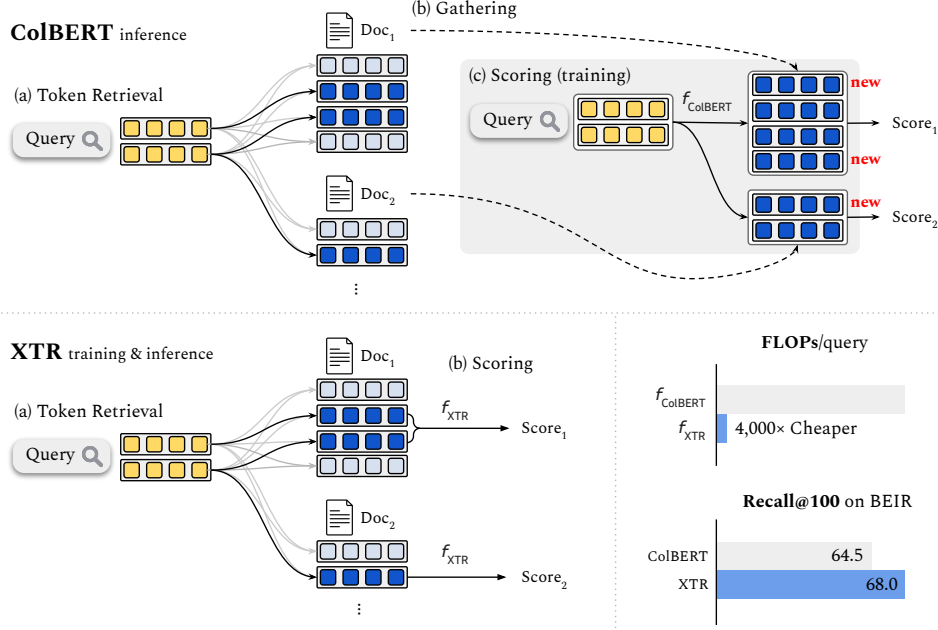 ColBERT inference
(a) Token Retrieval
Query
Doc1
Doc2
⋮
(b) Gathering
(c) Scoring (training)
Query
fColBERT
new
new
new
Score1
Score2
XTR training & inference
(a) Token Retrieval
Query
Doc1
Doc2
⋮
(b) Scoring
fXTR
Score1
fXTR
Score2
FLOPs/query
fColBERT
fXTR
4,000× Cheaper
Recall@100 on BEIR
ColBERT 64.5
XTR 68.0